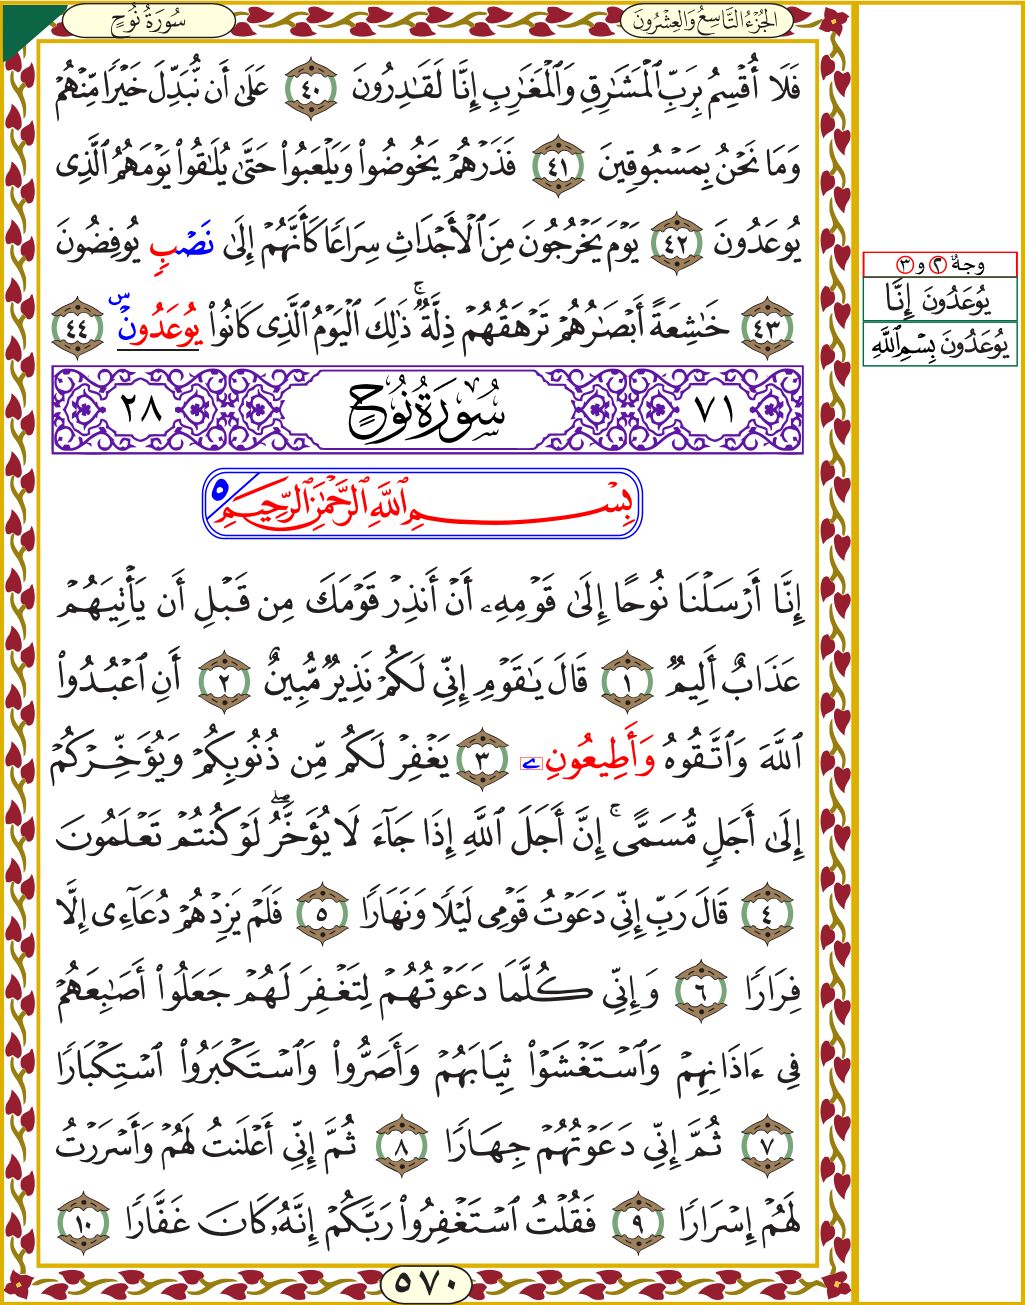 الجُزْءُ التَّاسِعُ وَالعِشْرُونَ
سُورَةُ نُوحٍ
فَلَا أُقْسِمُ بِرَبِّ ٱلْمَشَٰرِقِ وَٱلْمَغَٰرِبِ إِنَّا لَقَٰدِرُونَ ٤٠ عَلَىٰ أَن نُّبَدِّلَ خَيْرًا مِّنْهُمْ
وَمَا نَحْنُ بِمَسْبُوقِينَ ٤١ فَذَرْهُمْ يَخُوضُوا۟ وَيَلْعَبُوا۟ حَتَّىٰ يُلَٰقُوا۟ يَوْمَهُمُ ٱلَّذِى
يُوعَدُونَ ٤٢ يَوْمَ يَخْرُجُونَ مِنَ ٱلْأَجْدَاثِ سِرَاعًا كَأَنَّهُمْ إِلَىٰ نَصْبٍ يُوفِضُونَ
٤٣ خَٰشِعَةً أَبْصَٰرُهُمْ تَرْهَقُهُمْ ذِلَّةٌ ۚ ذَٰلِكَ ٱلْيَوْمُ ٱلَّذِى كَانُوا۟ يُوعَدُونَ س ٤٤
٧١ سُورَةُ نُوحٍ ٢٨
بِسْمِ ٱللَّهِ ٱلرَّحْمَٰنِ ٱلرَّحِيمِ ٥
إِنَّا أَرْسَلْنَا نُوحًا إِلَىٰ قَوْمِهِۦ أَنْ أَنذِرْ قَوْمَكَ مِن قَبْلِ أَن يَأْتِيَهُمْ
عَذَابٌ أَلِيمٌ ١ قَالَ يَٰقَوْمِ إِنِّي لَكُمْ نَذِيرٌ مُّبِينٌ ٢ أَنِ ٱعْبُدُوا۟
ٱللَّهَ وَٱتَّقُوهُ وَأَطِيعُونِ ے ٣ يَغْفِرْ لَكُم مِّن ذُنُوبِكُمْ وَيُؤَخِّرْكُمْ
إِلَىٰ أَجَلٍ مُّسَمًّى ۚ إِنَّ أَجَلَ ٱللَّهِ إِذَا جَآءَ لَا يُؤَخَّرُ ۖ لَوْ كُنتُمْ تَعْلَمُونَ
٤ قَالَ رَبِّ إِنِّي دَعَوْتُ قَوْمِى لَيْلًا وَنَهَارًا ٥ فَلَمْ يَزِدْهُمْ دُعَآءِى إِلَّا
فِرَارًا ٦ وَإِنِّي كُلَّمَا دَعَوْتُهُمْ لِتَغْفِرَ لَهُمْ جَعَلُوا۟ أَصَٰبِعَهُمْ
فِي ءَاذَانِهِمْ وَٱسْتَغْشَوْا۟ ثِيَابَهُمْ وَأَصَرُّوا۟ وَٱسْتَكْبَرُوا۟ ٱسْتِكْبَارًا
٧ ثُمَّ إِنِّي دَعَوْتُهُمْ جِهَارًا ٨ ثُمَّ إِنِّي أَعْلَنتُ لَهُمْ وَأَسْرَرْتُ
لَهُمْ إِسْرَارًا ٩ فَقُلْتُ ٱسْتَغْفِرُوا۟ رَبَّكُمْ إِنَّهُۥ كَانَ غَفَّارًا ١٠
٥٧٠
وجهٌ ٢ و ٣
يُوعَدُونَ إِنَّا
يُوعَدُونَ بِسْمِ ٱللَّهِ